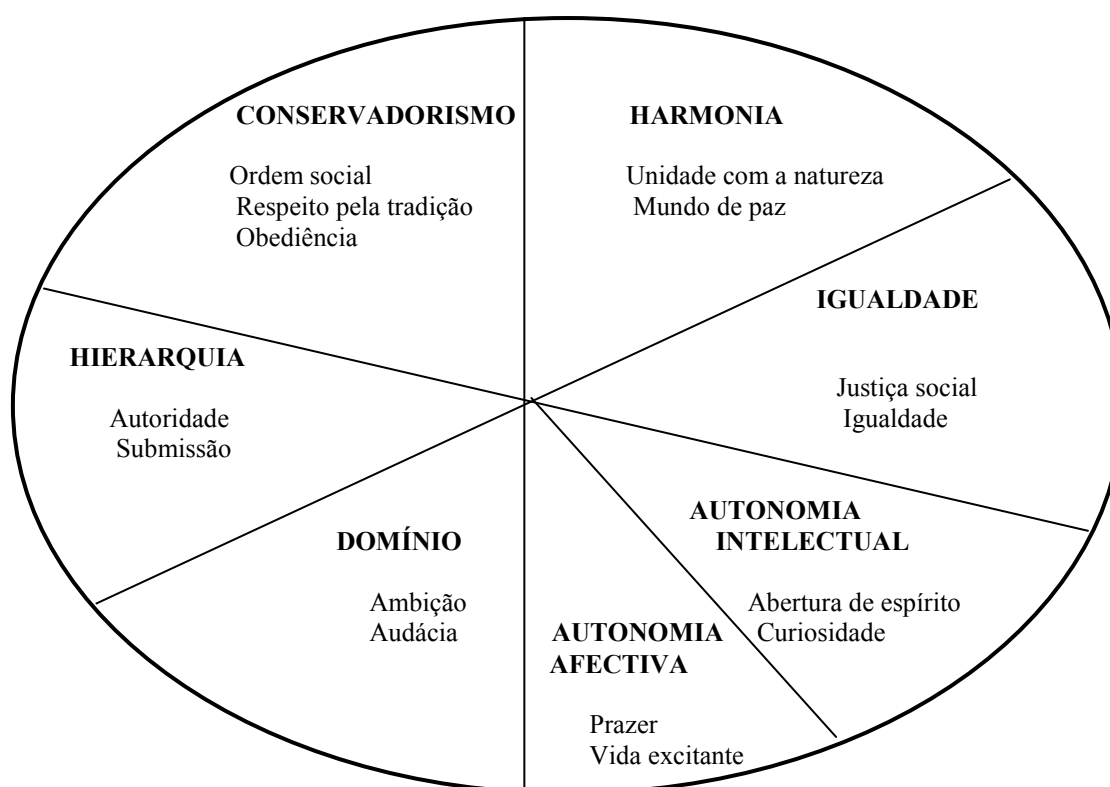 CONSERVADORISMO
Ordem social
Respeito pela tradição
Obediência
HARMONIA
Unidade com a natureza
Mundo de paz
IGUALDADE
Justiça social
Igualdade
HIERARQUIA
Autoridade
Submissão
DOMÍNIO
Ambição
Audácia
AUTONOMIA
INTELECTUAL
Abertura de espírito
Curiosidade
AUTONOMIA
AFECTIVA
Prazer
Vida excitante